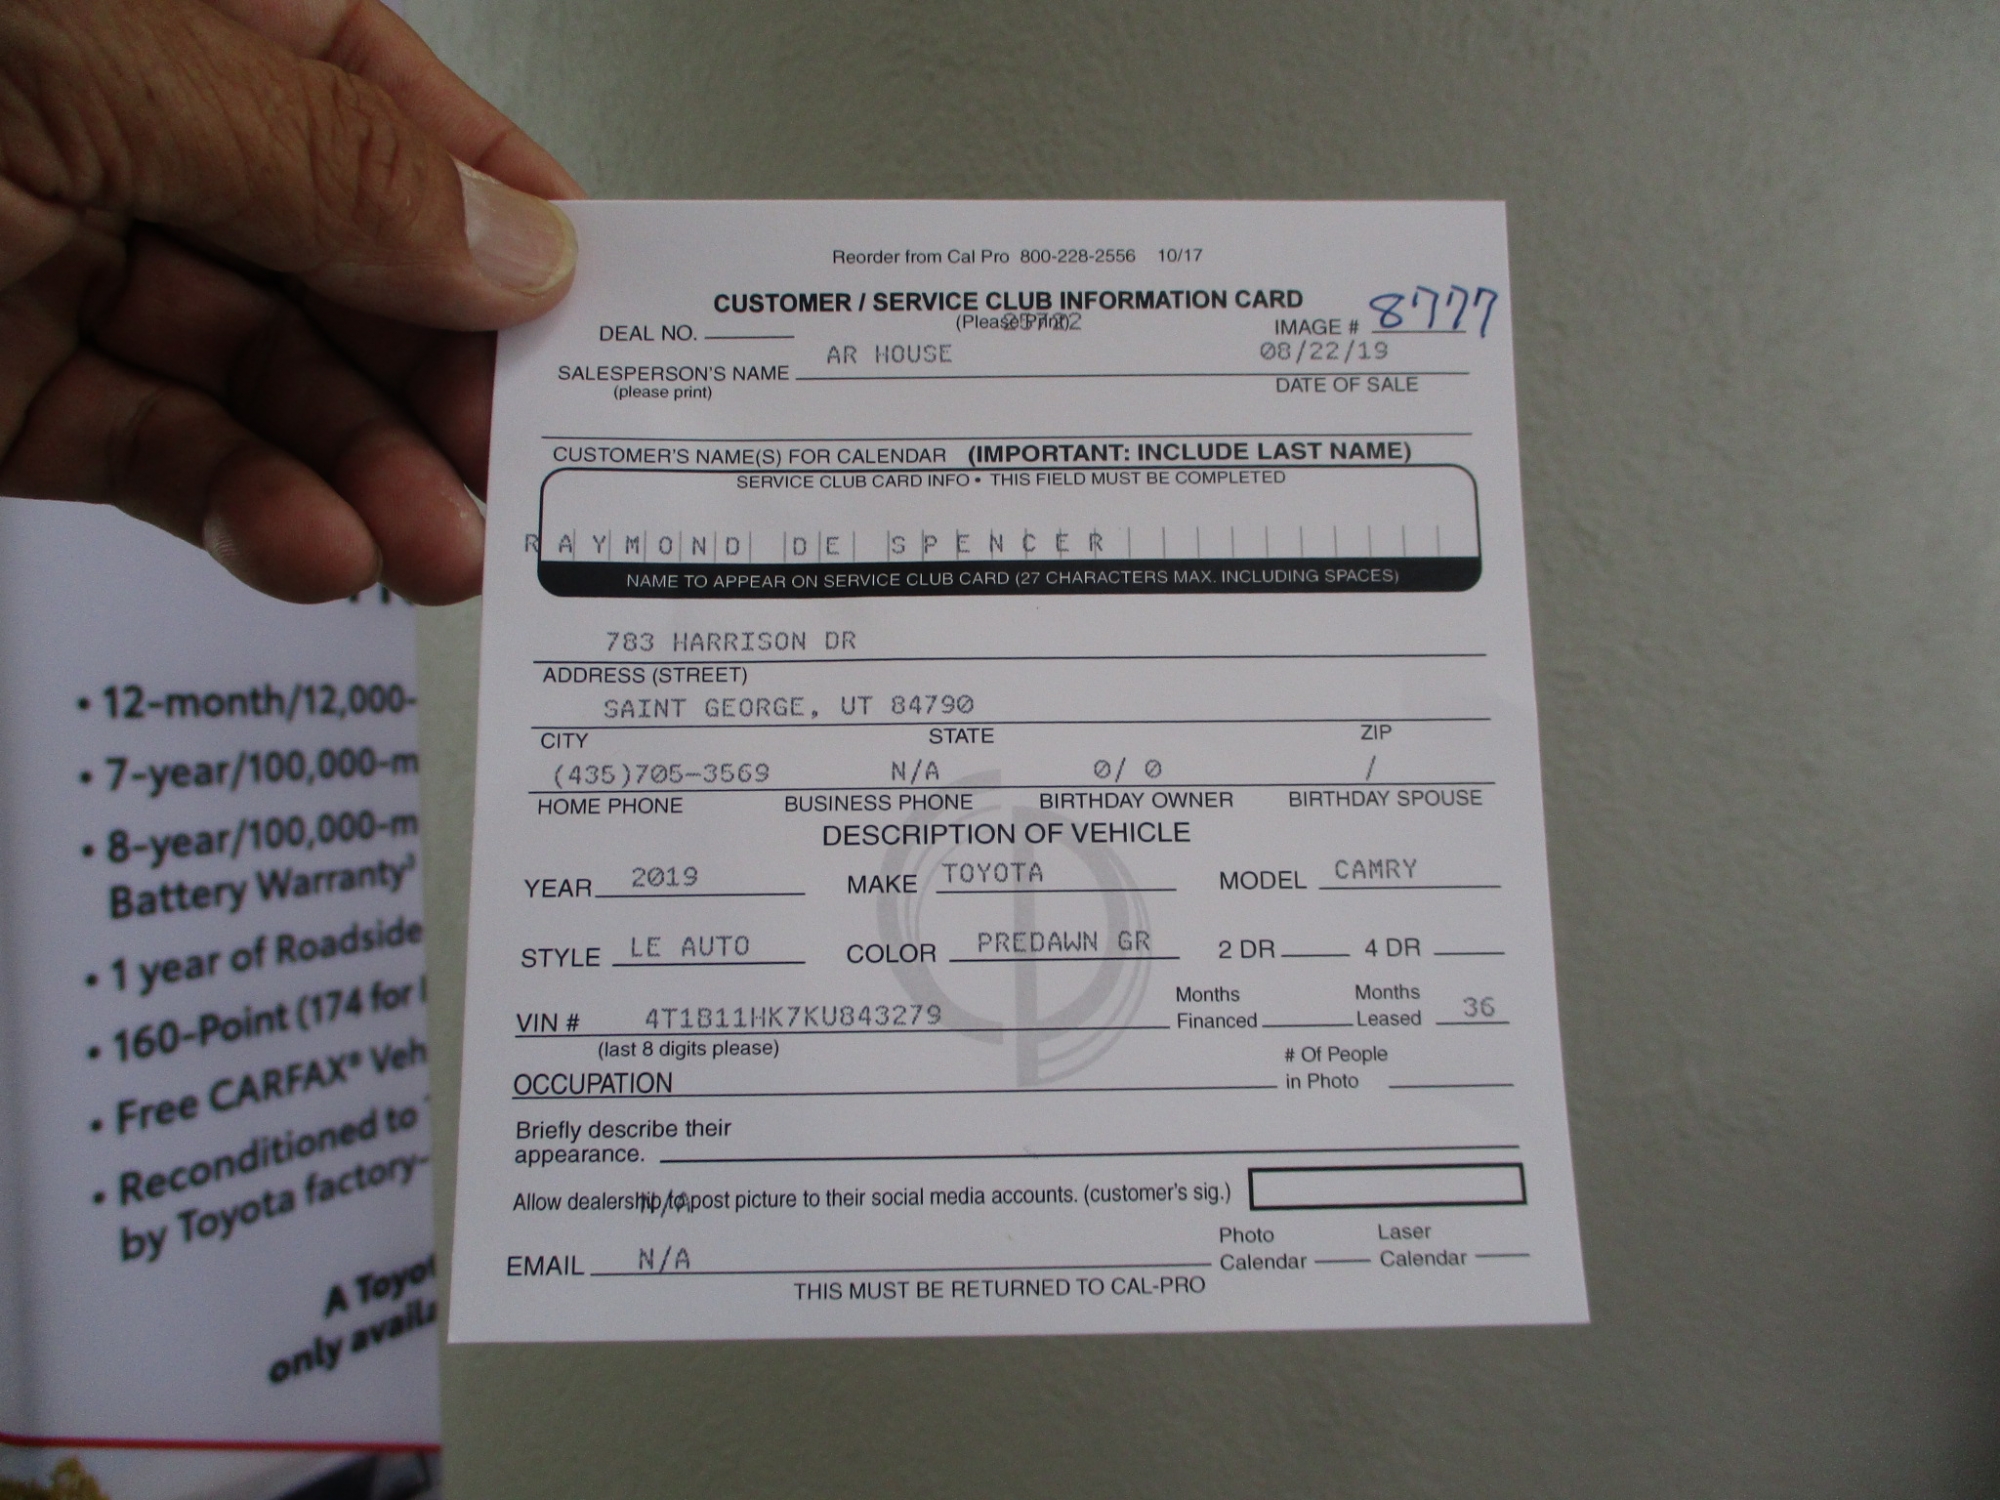 Reorder from Cal Pro 800-228-2556 10/17
CUSTOMER / SERVICE CLUB INFORMATION CARD
(Please Print)
DEAL NO.
IMAGE # 8777
AR HOUSE 08/22/19
SALESPERSON'S NAME
(please print)
DATE OF SALE
CUSTOMER'S NAME(S) FOR CALENDAR (IMPORTANT: INCLUDE LAST NAME)
SERVICE CLUB CARD INFO • THIS FIELD MUST BE COMPLETED
RAYMOND DE SPENCER
NAME TO APPEAR ON SERVICE CLUB CARD (27 CHARACTERS MAX. INCLUDING SPACES)
783 HARRISON DR
ADDRESS (STREET)
SAINT GEORGE, UT 84790
CITY STATE ZIP
(435)705-3569 N/A 0/ 0 /
HOME PHONE BUSINESS PHONE BIRTHDAY OWNER BIRTHDAY SPOUSE
DESCRIPTION OF VEHICLE
YEAR 2019 MAKE TOYOTA MODEL CAMRY
STYLE LE AUTO COLOR PREDAWN GR 2 DR 4 DR
VIN # 4T1B11HK7KU843279 Months Financed Months Leased 36
(last 8 digits please)
OCCUPATION # Of People in Photo
Briefly describe their
appearance.
Allow dealership to post picture to their social media accounts. (customer's sig.)
N/A
EMAIL N/A Photo Calendar Laser Calendar
THIS MUST BE RETURNED TO CAL-PRO
• 12-month/12,000-
• 7-year/100,000-m
• 8-year/100,000-m
Battery Warranty³
• 1 year of Roadside
• 160-Point (174 for
• Free CARFAX® Veh
• Reconditioned to
by Toyota factory-
A Toyot
only availa